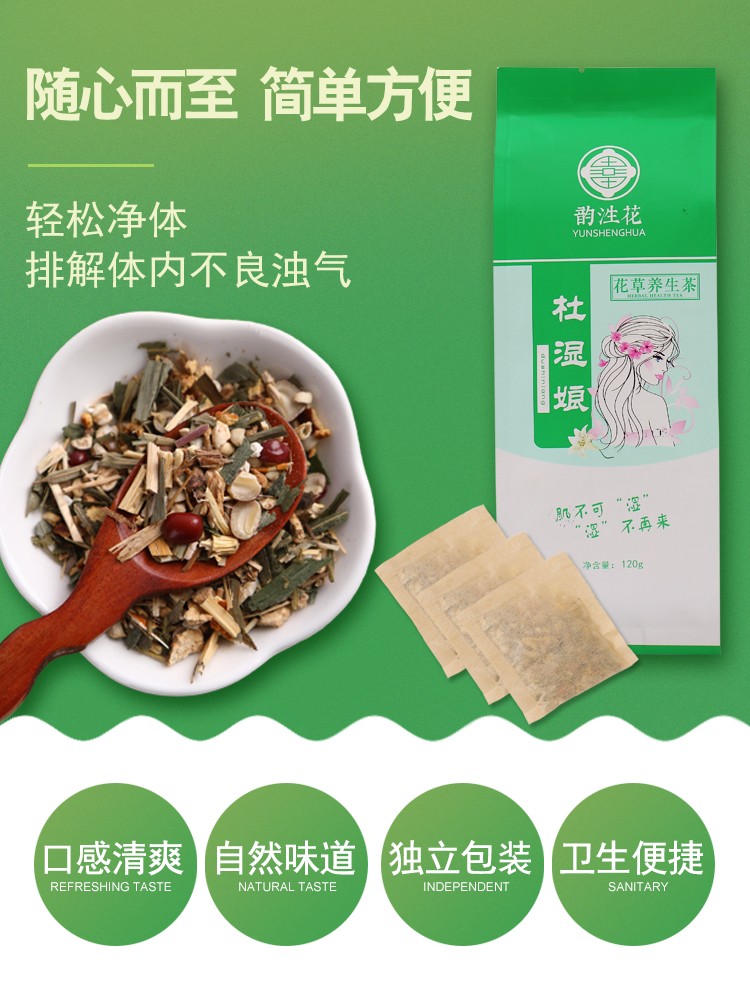 随心而至 简单方便
轻松净体
排解体内不良浊气
韵泩花
YUNSHENGHUA
花草养生茶
HERBAL HEALTH TEA
杜湿娘
dushiniang
肌不可“湿”
“湿”不再来
净含量：120g
口感清爽
REFRESHING TASTE
自然味道
NATURAL TASTE
独立包装
INDEPENDENT
卫生便捷
SANITARY